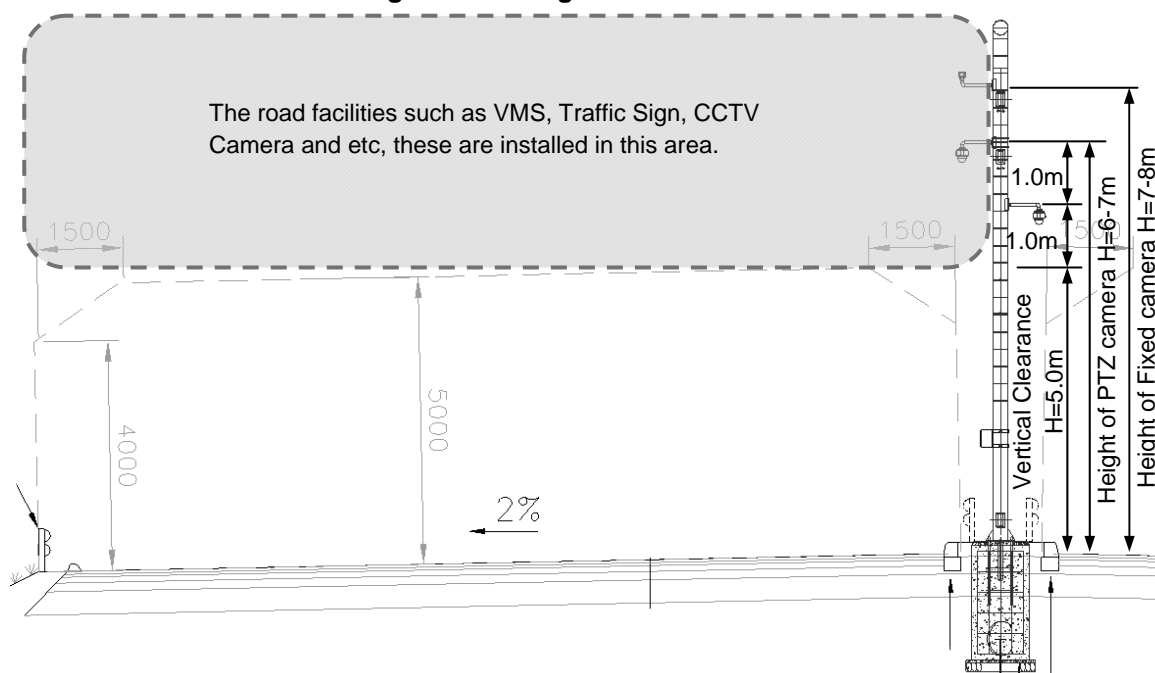 The road facilities such as VMS, Traffic Sign, CCTV
Camera and etc, these are installed in this area.
1500
1500
1500
1.0m
1.0m
Vertical Clearance
H=5.0m
Height of PTZ camera H=6-7m
Height of Fixed camera H=7-8m
4000
5000
2%